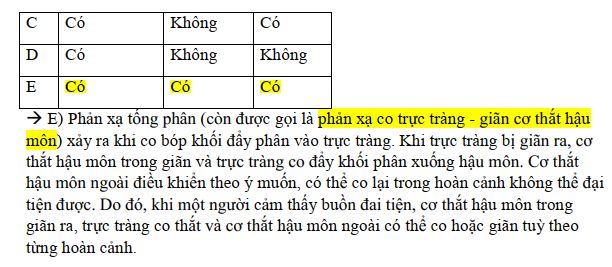 C Có Không Có
D Có Không Không
E Có Có Có
→ E) Phản xạ tống phân (còn được gọi là phản xạ co trực tràng - giãn cơ thắt hậu
môn) xảy ra khi co bóp khối đẩy phân vào trực tràng. Khi trực tràng bị giãn ra, cơ
thắt hậu môn trong giãn và trực tràng co đẩy khối phân xuống hậu môn. Cơ thắt
hậu môn ngoài điều khiển theo ý muốn, có thể co lại trong hoàn cảnh không thể đại
tiện được. Do đó, khi một người cảm thấy buồn đai tiện, cơ thắt hậu môn trong
giãn ra, trực tràng co thắt và cơ thắt hậu môn ngoài có thể co hoặc giãn tuỳ theo
từng hoàn cảnh.